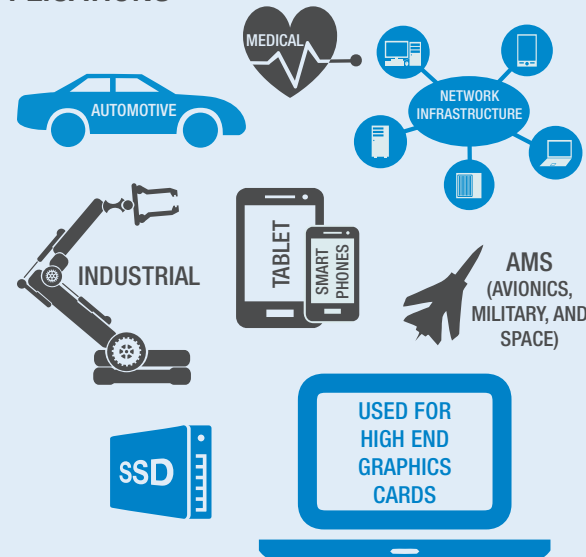 MEDICAL
AUTOMOTIVE
NETWORK
INFRASTRUCTURE
INDUSTRIAL
TABLET
SMART
PHONES
AMS
(AVIONICS,
MILITARY, AND
SPACE)
SSD
USED FOR
HIGH END
GRAPHICS
CARDS